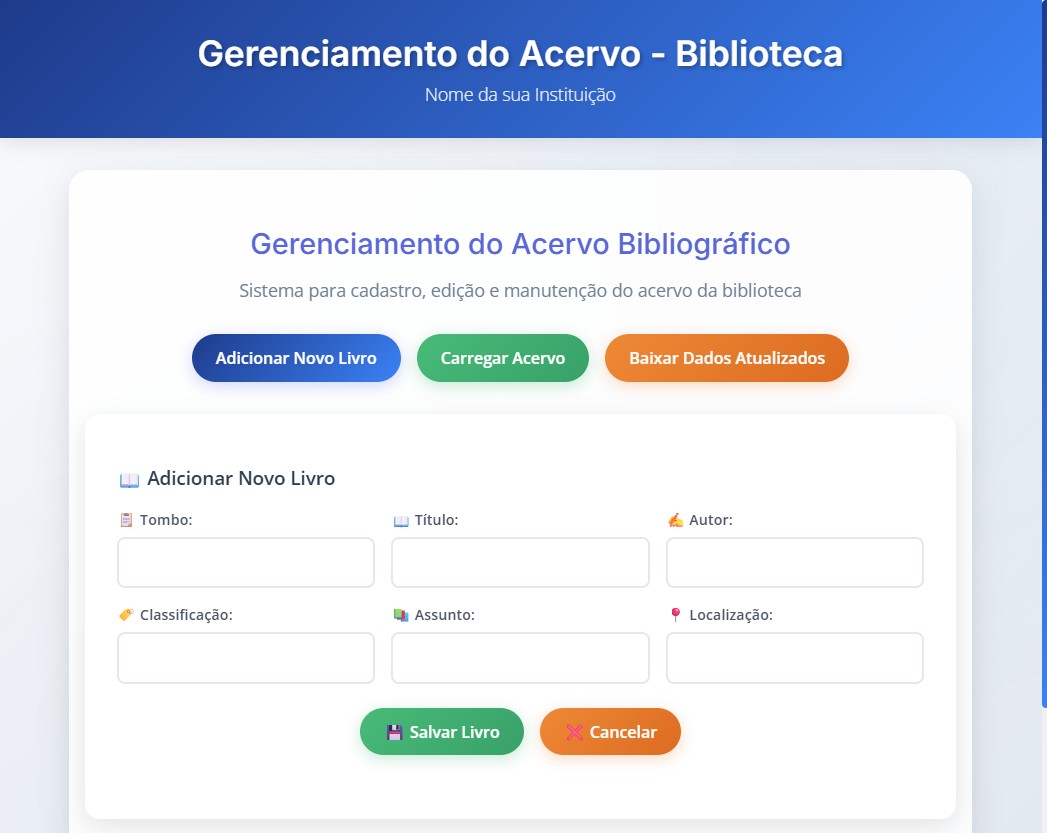 Gerenciamento do Acervo - Biblioteca
Nome da sua Instituição
Gerenciamento do Acervo Bibliográfico
Sistema para cadastro, edição e manutenção do acervo da biblioteca
Adicionar Novo Livro Carregar Acervo Baixar Dados Atualizados
Adicionar Novo Livro
Tombo: Título: Autor:
Classificação: Assunto: Localização:
Salvar Livro Cancelar